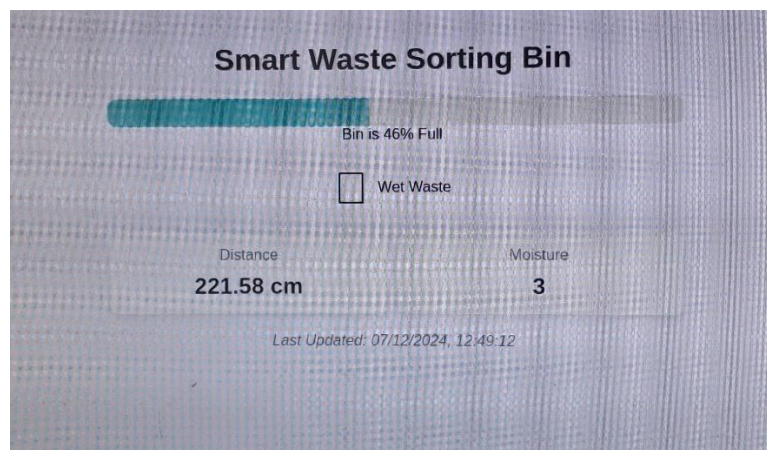 Smart Waste Sorting Bin
Bin is 46% Full
Wet Waste
Distance
Moisture
221.58 cm
3
Last Updated: 07/12/2024, 12:49:12